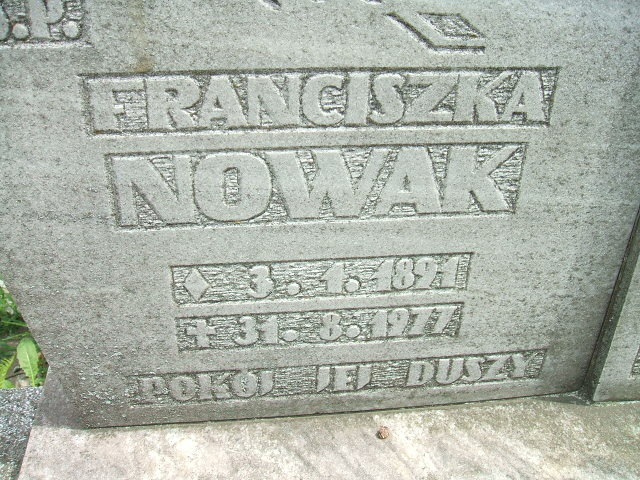 Ś.P.
FRANCISZKA
NOWAK
3.1.1891
31.8.1977
POKÓJ JEJ DUSZY